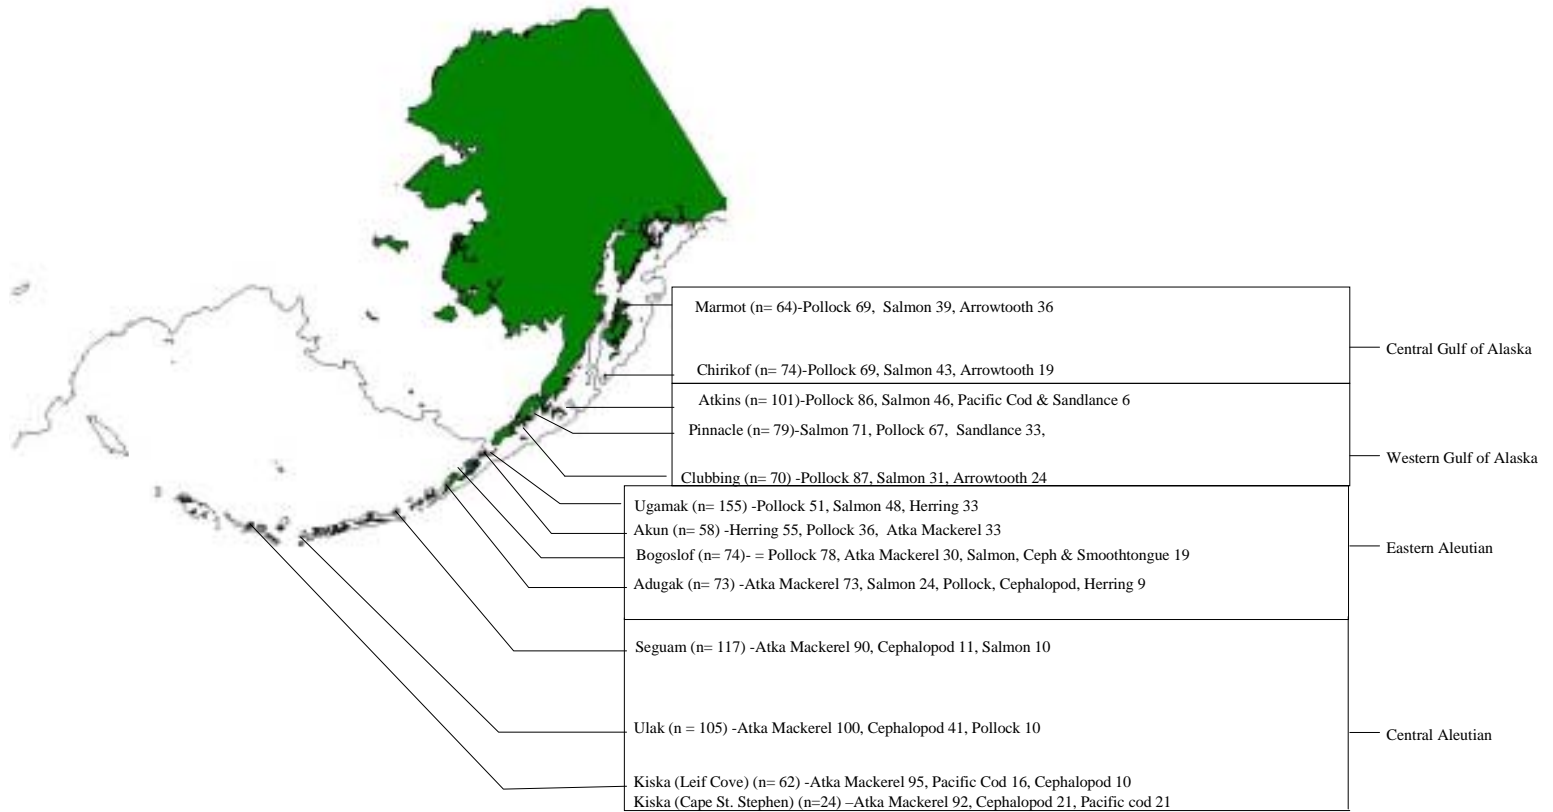 Marmot (n= 64)-Pollock 69, Salmon 39, Arrowtooth 36
Central Gulf of Alaska
Chirikof (n= 74)-Pollock 69, Salmon 43, Arrowtooth 19
Atkins (n= 101)-Pollock 86, Salmon 46, Pacific Cod & Sandlance 6
Pinnacle (n= 79)-Salmon 71, Pollock 67, Sandlance 33,
Western Gulf of Alaska
Clubbing (n= 70) -Pollock 87, Salmon 31, Arrowtooth 24
Ugamak (n= 155) -Pollock 51, Salmon 48, Herring 33
Akun (n= 58) -Herring 55, Pollock 36, Atka Mackerel 33
Eastern Aleutian
Bogoslof (n= 74)- = Pollock 78, Atka Mackerel 30, Salmon, Ceph & Smoothtongue 19
Adugak (n= 73) -Atka Mackerel 73, Salmon 24, Pollock, Cephalopod, Herring 9
Seguam (n= 117) -Atka Mackerel 90, Cephalopod 11, Salmon 10
Ulak (n = 105) -Atka Mackerel 100, Cephalopod 41, Pollock 10
Central Aleutian
Kiska (Leif Cove) (n= 62) -Atka Mackerel 95, Pacific Cod 16, Cephalopod 10
Kiska (Cape St. Stephen) (n=24) –Atka Mackerel 92, Cephalopod 21, Pacific cod 21